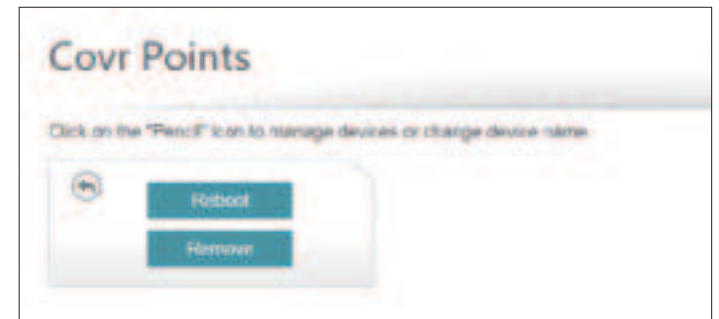 Covr Points
Click on the "Pencil" icon to manage devices or change device name.
Reboot
Remove